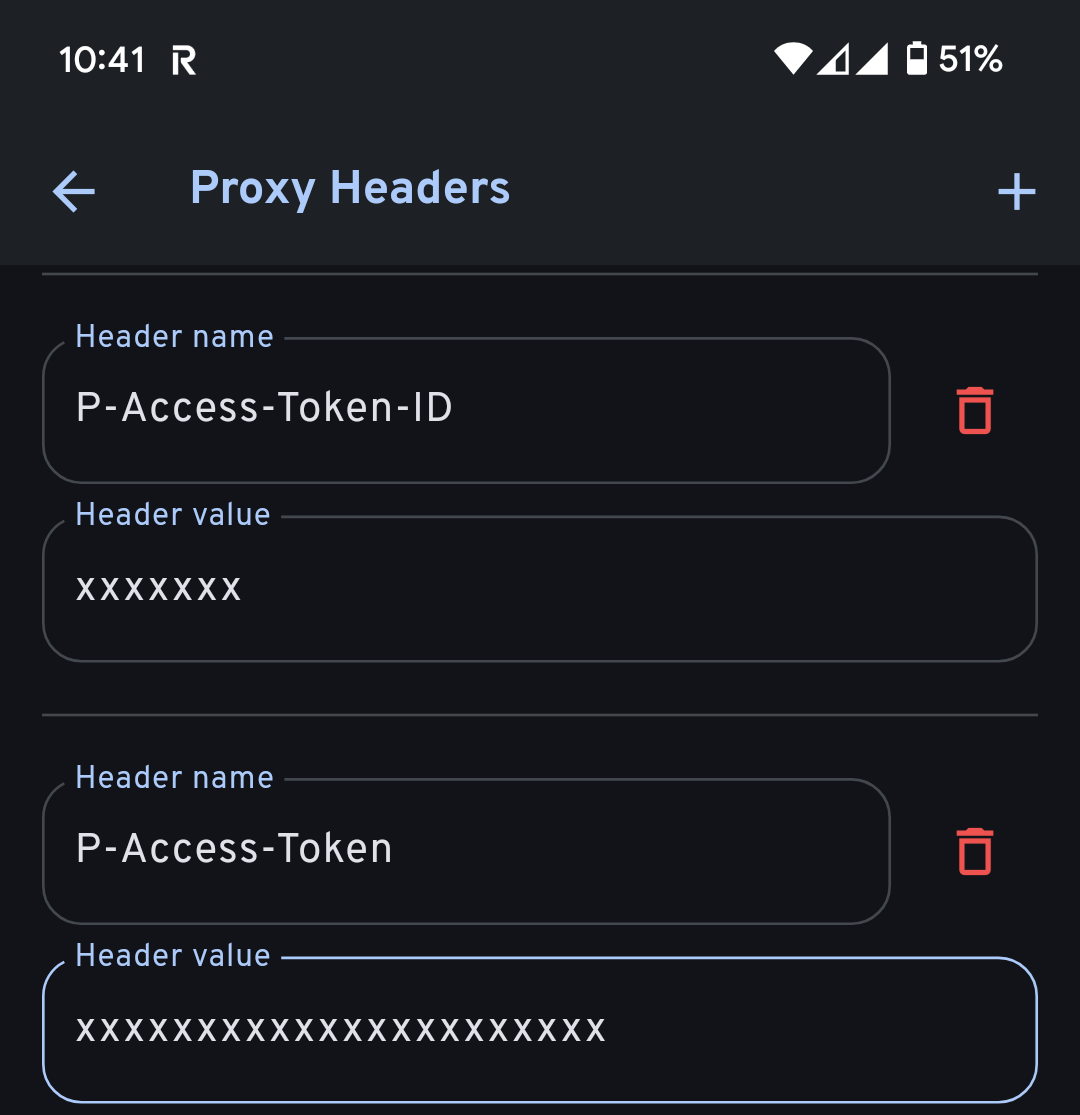 10:41 R 51%
Proxy Headers
Header name
P-Access-Token-ID
Header value
xxxxxxx
Header name
P-Access-Token
Header value
xxxxxxxxxxxxxxxxxxxxxx